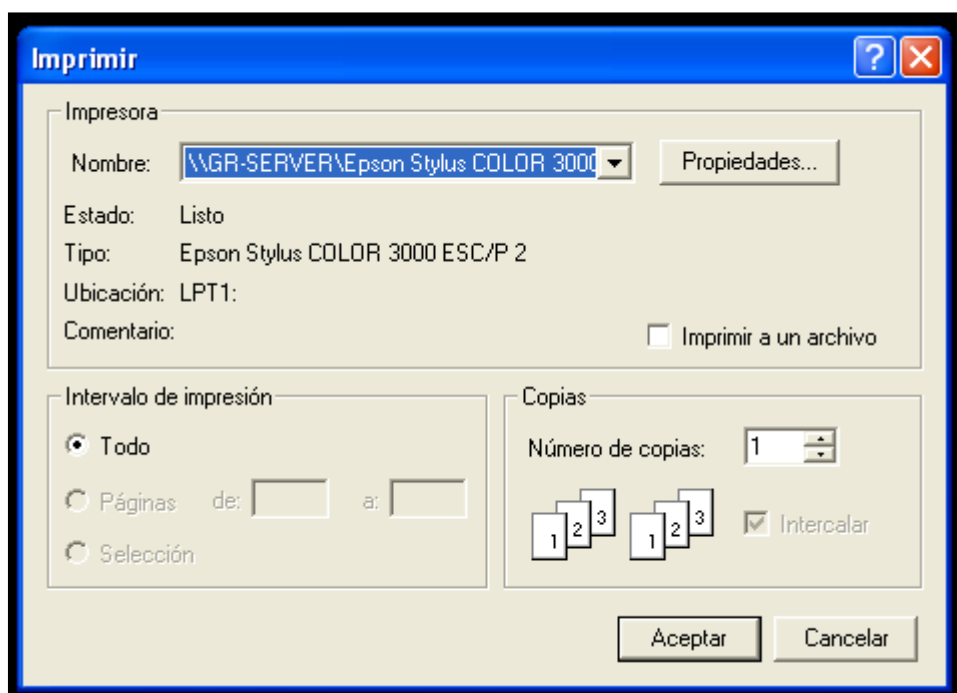 Imprimir
Impresora
Nombre: \\GR-SERVER\Epson Stylus COLOR 3000 Propiedades...
Estado: Listo
Tipo: Epson Stylus COLOR 3000 ESC/P 2
Ubicación: LPT1:
Comentario: Imprimir a un archivo
Intervalo de impresión
Todo
Páginas de: a:
Selección
Copias
Número de copias: 1
1 2 3 1 2 3 Intercalar
Aceptar Cancelar